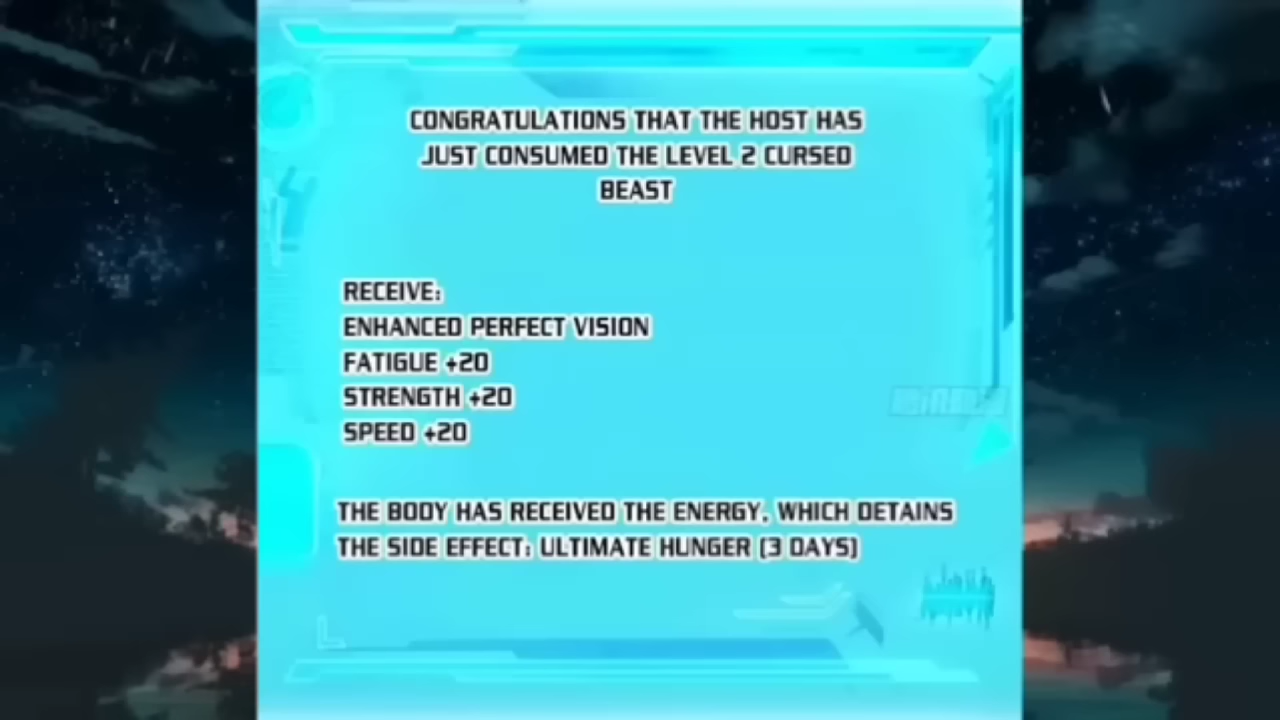 CONGRATULATIONS THAT THE HOST HAS
JUST CONSUMED THE LEVEL 2 CURSED
BEAST
RECEIVE:
ENHANCED PERFECT VISION
FATIGUE +20
STRENGTH +20
SPEED +20
THE BODY HAS RECEIVED THE ENERGY, WHICH DETAINS
THE SIDE EFFECT: ULTIMATE HUNGER (3 DAYS)